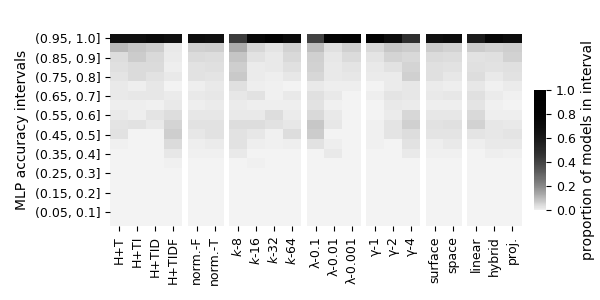 MLP accuracy intervals
(0.95, 1.0]
(0.85, 0.9]
(0.75, 0.8]
(0.65, 0.7]
(0.55, 0.6]
(0.45, 0.5]
(0.35, 0.4]
(0.25, 0.3]
(0.15, 0.2]
(0.05, 0.1]
H+T
H+TI
H+TID
H+TIDF
norm.-F
norm.-T
k-8
k-16
k-32
k-64
λ-0.1
λ-0.01
λ-0.001
γ-1
γ-2
γ-4
surface
space
linear
hybrid
proj.
1.0
0.8
0.6
0.4
0.2
0.0
proportion of models in interval